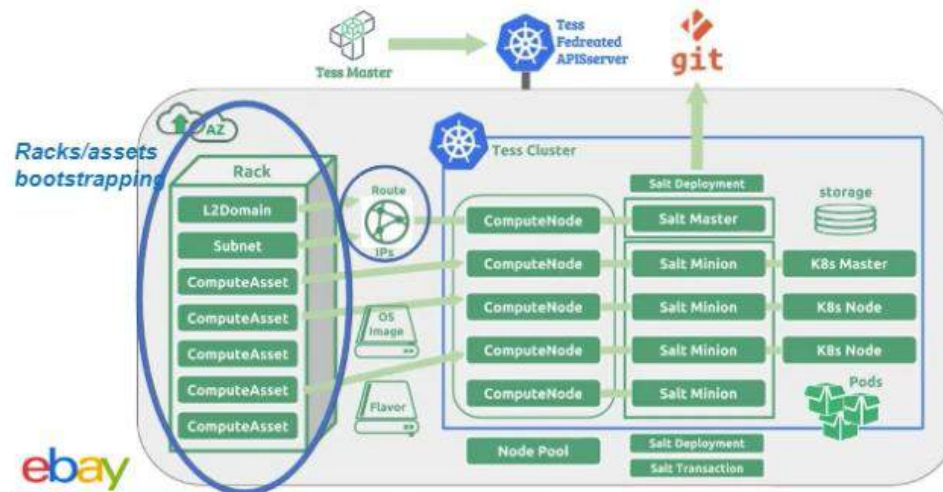 Tess Master
Tess
Fedreated
APISserver
git
AZ
Racks/assets
bootstrapping
Rack
L2Domain
Subnet
ComputeAsset
ComputeAsset
ComputeAsset
ComputeAsset
ComputeAsset
Route
IPs
OS
Image
Flavor
Tess Cluster
ComputeNode
ComputeNode
ComputeNode
ComputeNode
ComputeNode
Node Pool
Salt Deployment
Salt Master
Salt Minion
Salt Minion
Salt Minion
Salt Minion
Salt Deployment
Salt Transaction
storage
K8s Master
K8s Node
K8s Node
Pods
ebay